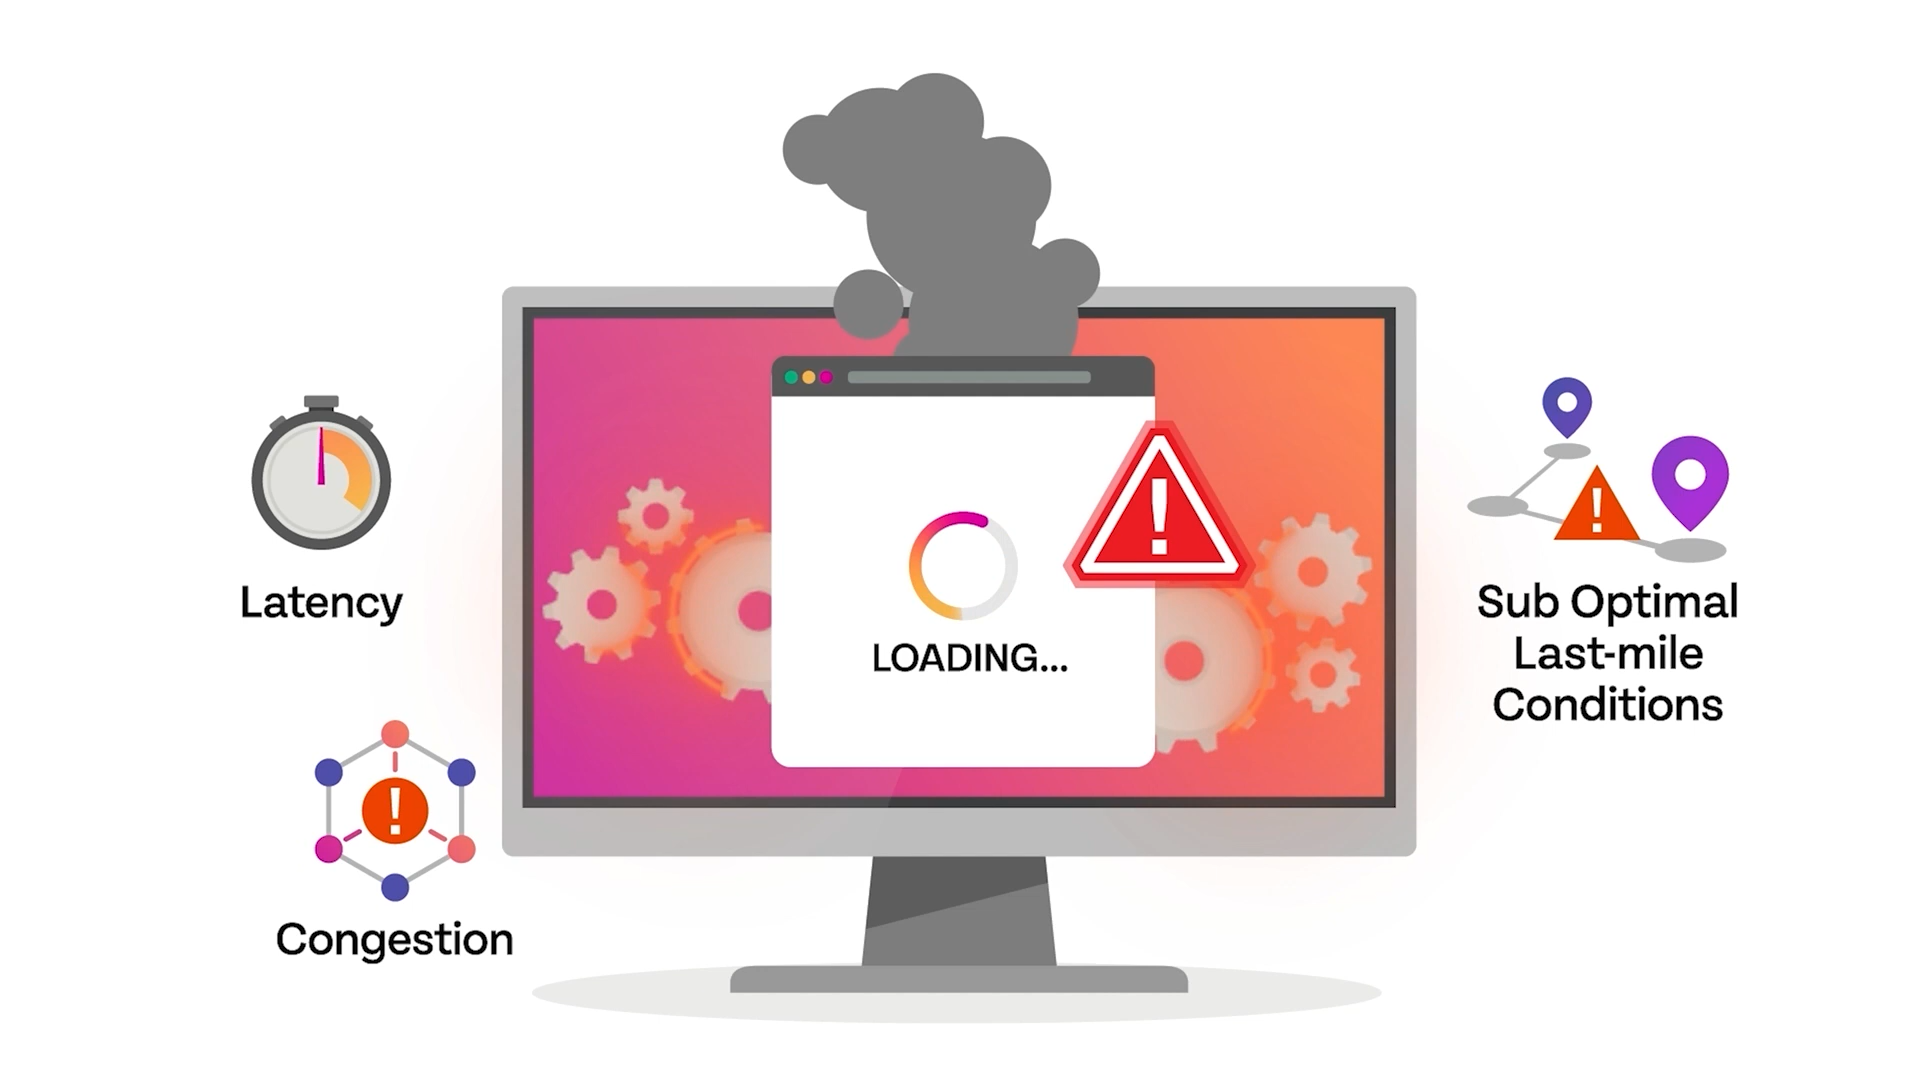 Latency
Congestion
LOADING...
Sub Optimal
Last-mile
Conditions